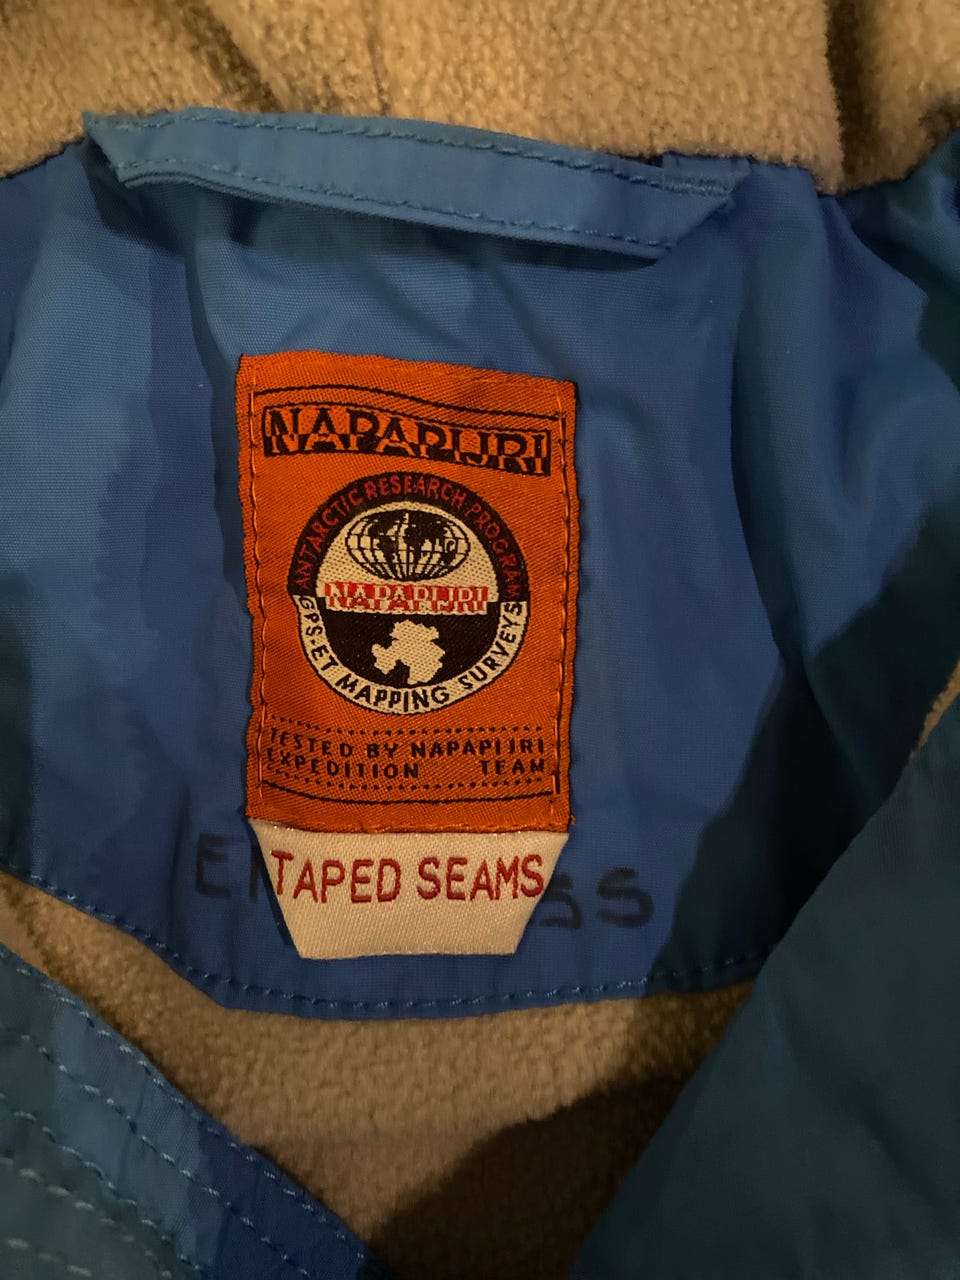 NAPAPIJRI
ANTARCTIC RESEARCH PROGRAM
NAPAPIJRI
GPS-ET MAPPING SURVEYS
TESTED BY NAPAPIJRI
EXPEDITION TEAM
TAPED SEAMS